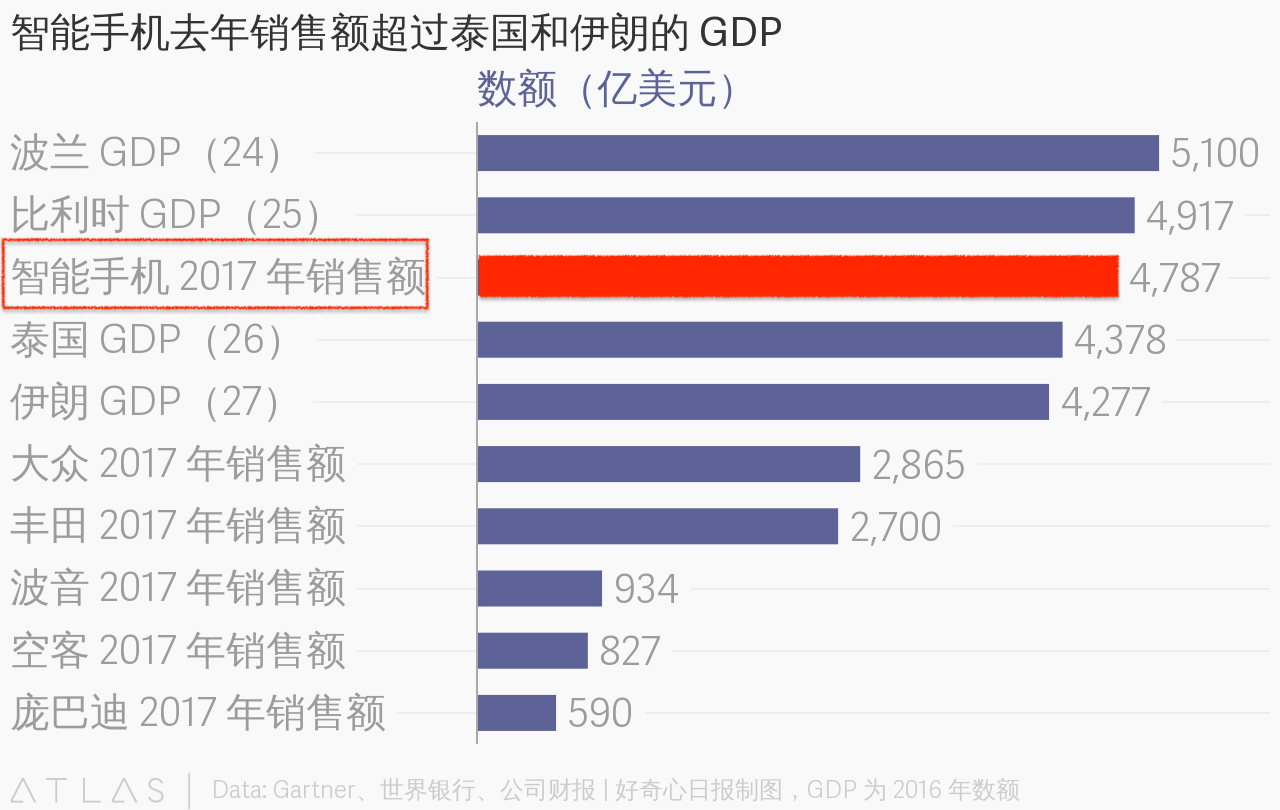 智能手机去年销售额超过泰国和伊朗的 GDP
数额（亿美元）
波兰 GDP（24） 5,100
比利时 GDP（25） 4,917
智能手机 2017 年销售额 4,787
泰国 GDP（26） 4,378
伊朗 GDP（27） 4,277
大众 2017 年销售额 2,865
丰田 2017 年销售额 2,700
波音 2017 年销售额 934
空客 2017 年销售额 827
庞巴迪 2017 年销售额 590
ATLAS | Data: Gartner、世界银行、公司财报 | 好奇心日报制图，GDP 为 2016 年数额